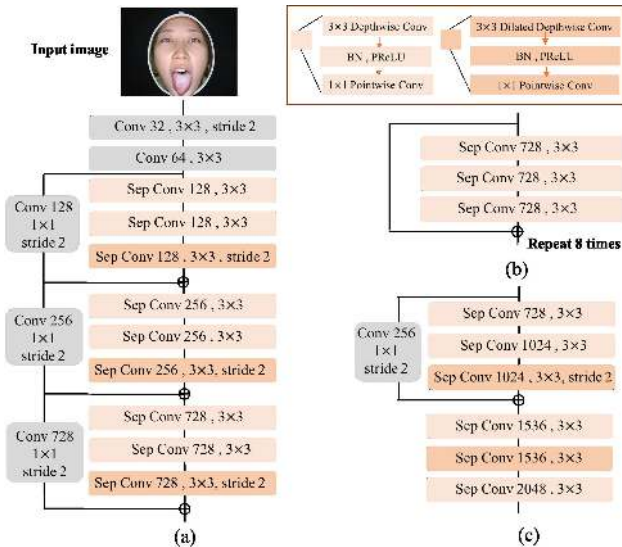 Input image
3×3 Depthwise Conv
BN , PReLU
1×1 Pointwise Conv
3×3 Dilated Depthwise Conv
BN , PReLU
1×1 Pointwise Conv
Conv 32 , 3×3 , stride 2
Conv 64 , 3×3
Sep Conv 128 , 3×3
Sep Conv 128 , 3×3
Sep Conv 128 , 3×3 , stride 2
Conv 128
1×1
stride 2
Sep Conv 256 , 3×3
Sep Conv 256 , 3×3
Sep Conv 256 , 3×3, stride 2
Conv 256
1×1
stride 2
Sep Conv 728 , 3×3
Sep Conv 728 , 3×3
Sep Conv 728 , 3×3, stride 2
Conv 728
1×1
stride 2
(a)
Sep Conv 728 , 3×3
Sep Conv 728 , 3×3
Sep Conv 728 , 3×3
Repeat 8 times
(b)
Conv 256
1×1
stride 2
Sep Conv 728 , 3×3
Sep Conv 1024 , 3×3
Sep Conv 1024 , 3×3, stride 2
Sep Conv 1536 , 3×3
Sep Conv 1536 , 3×3
Sep Conv 2048 , 3×3
(c)